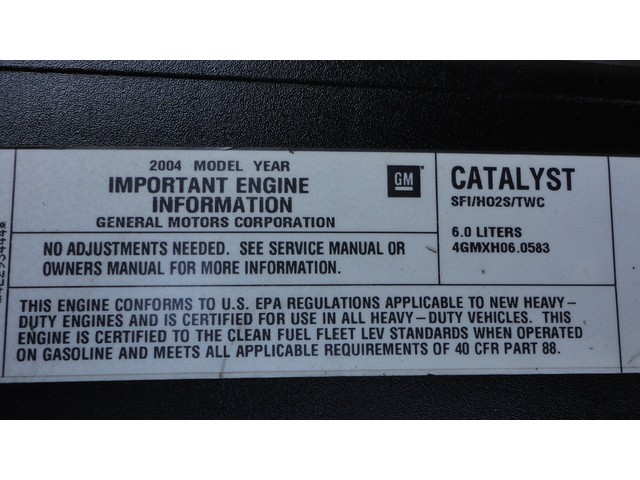 2004 MODEL YEAR
IMPORTANT ENGINE
INFORMATION
GENERAL MOTORS CORPORATION
GM
CATALYST
SFI/HO2S/TWC
6.0 LITERS
4GMXH06.0583
NO ADJUSTMENTS NEEDED. SEE SERVICE MANUAL OR
OWNERS MANUAL FOR MORE INFORMATION.
THIS ENGINE CONFORMS TO U.S. EPA REGULATIONS APPLICABLE TO NEW HEAVY-
DUTY ENGINES AND IS CERTIFIED FOR USE IN ALL HEAVY-DUTY VEHICLES. THIS
ENGINE IS CERTIFIED TO THE CLEAN FUEL FLEET LEV STANDARDS WHEN OPERATED
ON GASOLINE AND MEETS ALL APPLICABLE REQUIREMENTS OF 40 CFR PART 88.